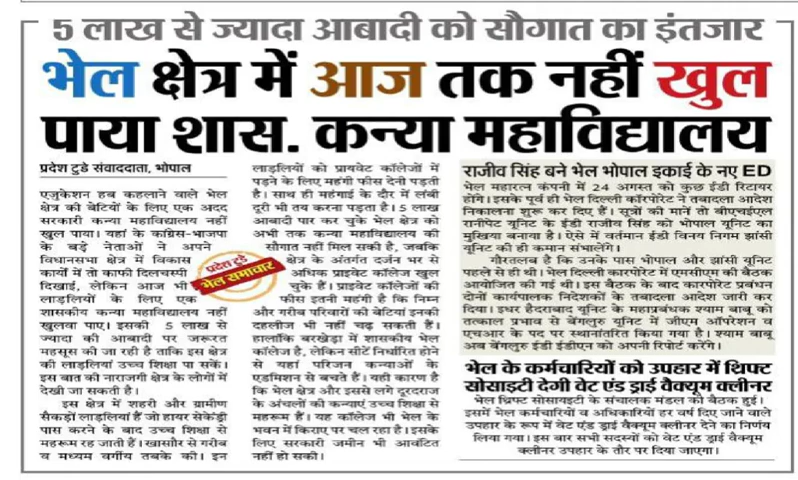 5 लाख से ज्यादा आबादी को सौगात का इंतजार
भेल क्षेत्र में आज तक नहीं खुल
पाया शास. कन्या महाविद्यालय
प्रदेश टुडे संवाददाता, भोपाल
एजुकेशन हब कहलाने वाले भेल
क्षेत्र की बेटियों के लिए एक अदद
सरकारी कन्या महाविद्यालय नहीं
खुल पाया। यहां के कांग्रेस-भाजपा
के बड़े नेताओं ने अपने
विधानसभा क्षेत्र में विकास
कार्यों में तो काफी दिलचस्पी
दिखाई, लेकिन आज भी
लाड़लियों के लिए एक
शासकीय कन्या महाविद्यालय नहीं
खुलवा पाए। इसकी 5 लाख से
ज्यादा की आबादी पर जरूरत
महसूस की जा रही है ताकि इस क्षेत्र
की लाडलियां उच्च शिक्षा पा सकें।
इस बात की नाराजगी क्षेत्र के लोगों में
देखी जा सकती है।
इस क्षेत्र में शहरी और ग्रामीण
सैकड़ों लाडलियां हैं जो हायर सेकेंड्री
पास करने के बाद उच्च शिक्षा से
महरूम रह जाती हैं। खासौर से गरीब
व मध्यम वर्गीय तबके की। इन
लाडलियों को प्रायवेट कॉलेजों में
पढ़ने के लिए महंगी फीस देनी पड़ती
है। साथ ही महंगाई के दौर में लंबी
दूरी भी तय करना पड़ता है। 5 लाख
आबादी पार कर चुके भेल क्षेत्र को
अभी तक कन्या महाविद्यालय की
सौगात नहीं मिल सकी है, जबकि
क्षेत्र के अंतर्गत दर्जन भर से
अधिक प्राइवेट कॉलेज खुल
चुके हैं। प्राइवेट कॉलेजों की
फीस इतनी महंगी है कि निम्न
और गरीब परिवारों की बेटियां इनकी
दहलीज भी नहीं चढ़ सकती हैं।
हालांकि बरखेड़ा में शासकीय भेल
कॉलेज है, लेकिन सीटें निर्धारित होने
से यहां परिजन कन्याओं के
एडमिशन से बचते हैं। यही कारण है
कि भेल क्षेत्र और इससे लगे दूरदराज
के अंचलों की कन्याएं उच्च शिक्षा से
महरूम हैं। यह कॉलेज भी भेल के
भवन में किराए पर चल रहा है। इसके
लिए सरकारी जमीन भी आवंटित
नहीं हो सकी।
प्रदेश टुडे
भेल समाचार
राजीव सिंह बने भेल भोपाल इकाई के नए ED
भेल महारत्न कंपनी में 24 अगस्त को कुछ ईडी रिटायर
होंगे। इसके पूर्व ही भेल दिल्ली कॉरपोरेट ने तबादला आदेश
निकालना शुरू कर दिए हैं। सूत्रों की मानें तो बीएचईएल
रानीपेट यूनिट के ईडी राजीव सिंह को भोपाल यूनिट का
मुखिया बनाया है। ऐसे में वर्तमान ईडी विनय निगम झांसी
यूनिट की ही कमान संभालेंगे।
गौरतलब है कि उनके पास भोपाल और झांसी यूनिट
पहले से ही थी। भेल दिल्ली कारपोरेट में एमसीएम की बैठक
आयोजित की गई थी। इस बैठक के बाद कारपोरेट प्रबंधन
दोनों कार्यपालक निदेशकों के तबादला आदेश जारी कर
दिया। इधर हैदराबाद यूनिट के महाप्रबंधक श्याम बाबू को
तत्काल प्रभाव से बेंगलुरु यूनिट में जीएम ऑपरेशन व
एचआर के पद पर स्थानांतरित किया गया है। श्याम बाबू
अब बेंगलुरु ईडी ईडीएन को अपनी रिपोर्ट करेंगे।
भेल के कर्मचारियों को उपहार में थ्रिफ्ट
सोसाइटी देगी वेट एंड ड्राई वैक्यूम क्लीनर
भेल थ्रिफ्ट सोसायइटी के संचालक मंडल की बैठक हुई।
इसमें भेल कर्मचारियों व अधिकारियों हर वर्ष दिए जाने वाले
उपहार के रूप में वेट एंड ड्राई वैक्यूम क्लीनर देने का निर्णय
लिया गया। इस बार सभी सदस्यों को वेट एंड ड्राई वैक्यूम
क्लीनर उपहार के तौर पर दिया जाएगा।